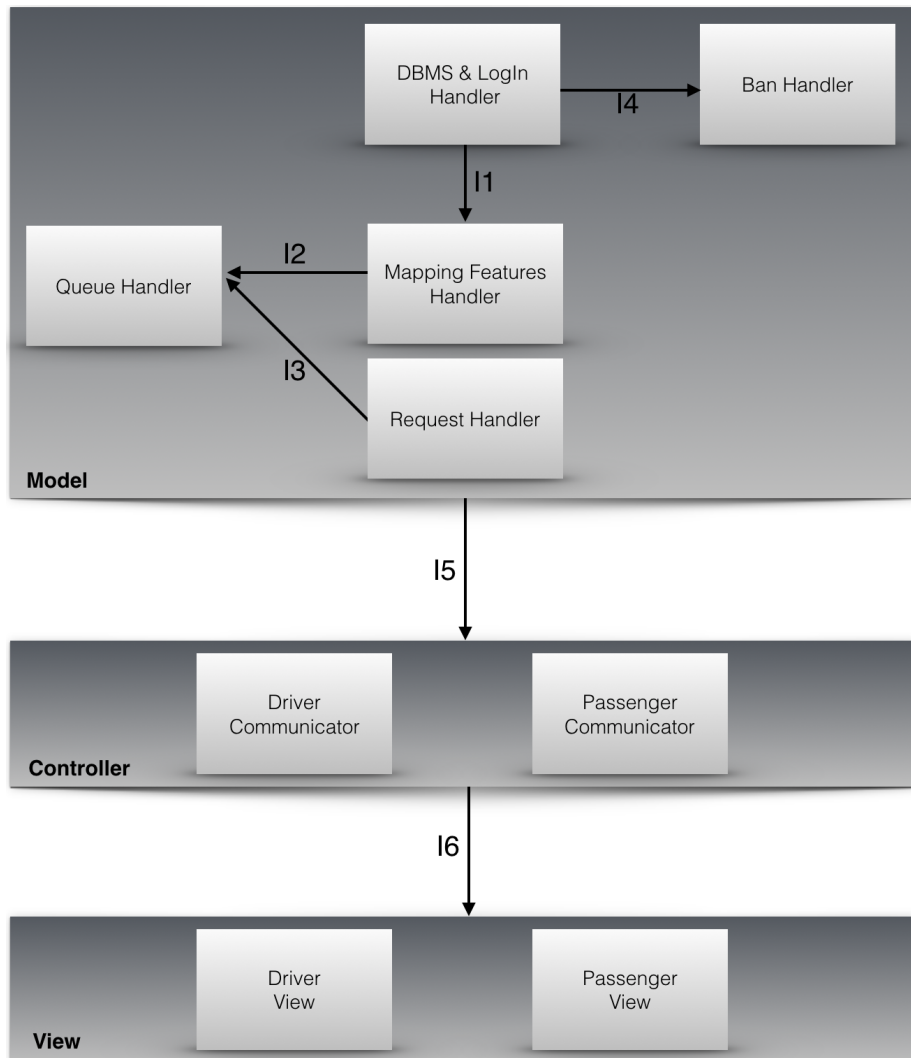 DBMS & LogIn
Handler
Ban Handler
I4
I1
Queue Handler
I2
Mapping Features
Handler
I3
Request Handler
Model
I5
Driver
Communicator
Passenger
Communicator
Controller
I6
Driver
View
Passenger
View
View